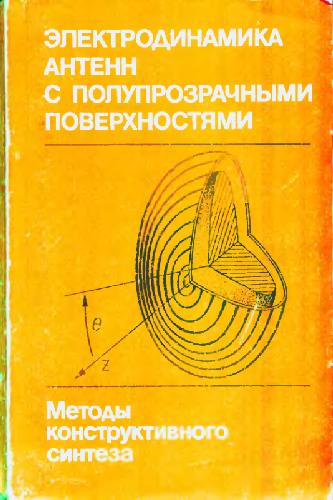 ЭЛЕКТРОДИНАМИКА
АНТЕНН
С ПОЛУПРОЗРАЧНЫМИ
ПОВЕРХНОСТЯМИ
θ
z
Методы
конструктивного
синтеза